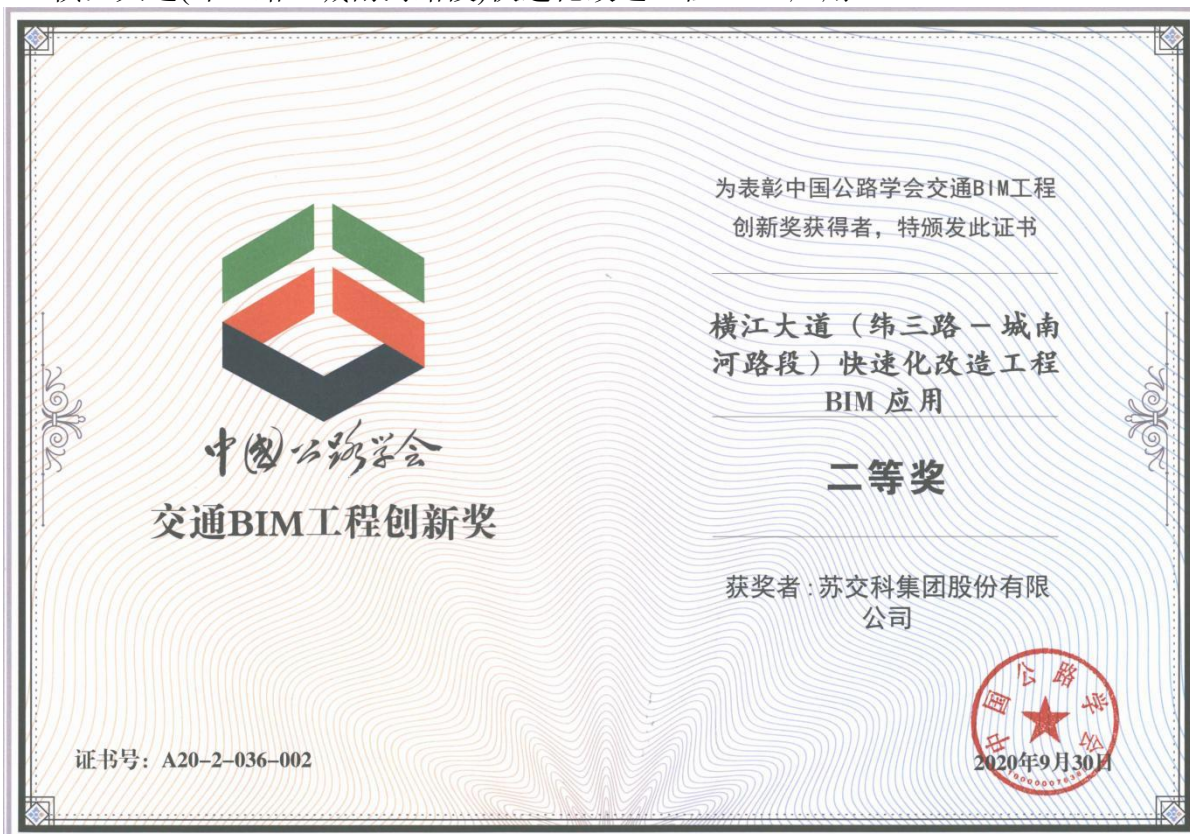 中国公路学会
交通BIM工程创新奖
证书号：A20-2-036-002
为表彰中国公路学会交通BIM工程
创新奖获得者，特颁发此证书
横江大道（纬三路－城南
河路段）快速化改造工程
BIM 应用
二等奖
获奖者：苏交科集团股份有限
公司
中国公路学会
2020年9月30日